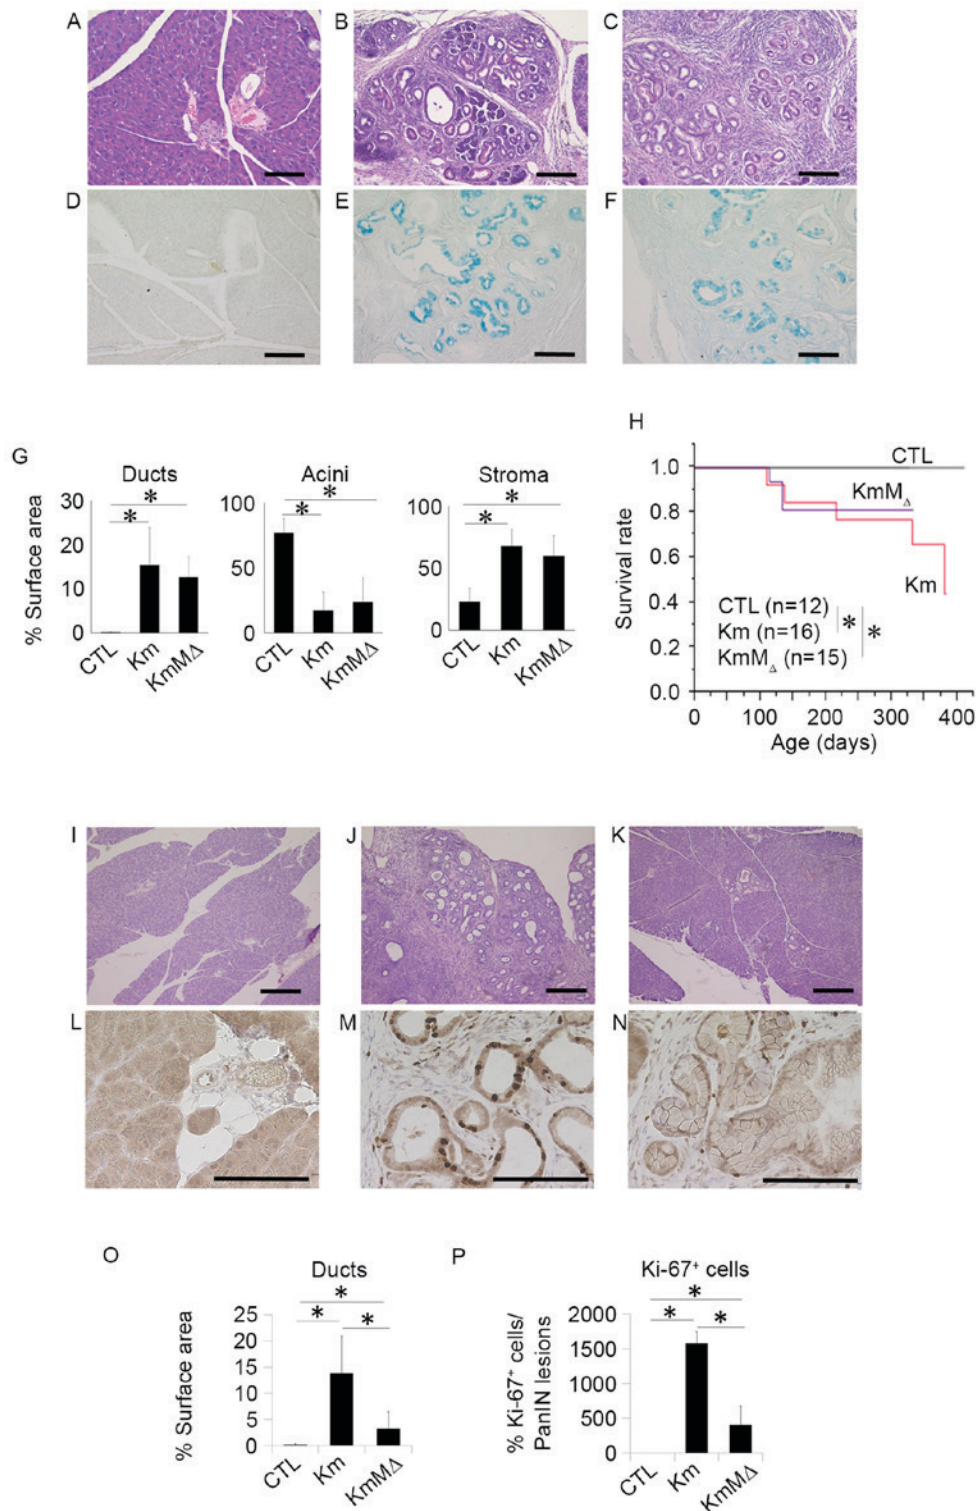 A
B
C
D
E
F
G
Ducts
Acini
Stroma
% Surface area
30
20
10
0
100
50
0
100
50
0
*
*
*
*
*
*
CTL
Km
KmMΔ
CTL
Km
KmMΔ
CTL
Km
KmMΔ
H
Survival rate
1.0
0.8
0.6
0.4
0.2
0.0
CTL
KmMΔ
Km
CTL (n=12)
Km (n=16)
KmMΔ (n=15)
*
*
0
100
200
300
400
Age (days)
I
J
K
L
M
N
O
Ducts
% Surface area
25
20
15
10
5
0
*
*
*
CTL
Km
KmMΔ
P
Ki-67⁺ cells
% Ki-67⁺ cells/
PanIN lesions
2000
1500
1000
500
0
*
*
*
CTL
Km
KmMΔ